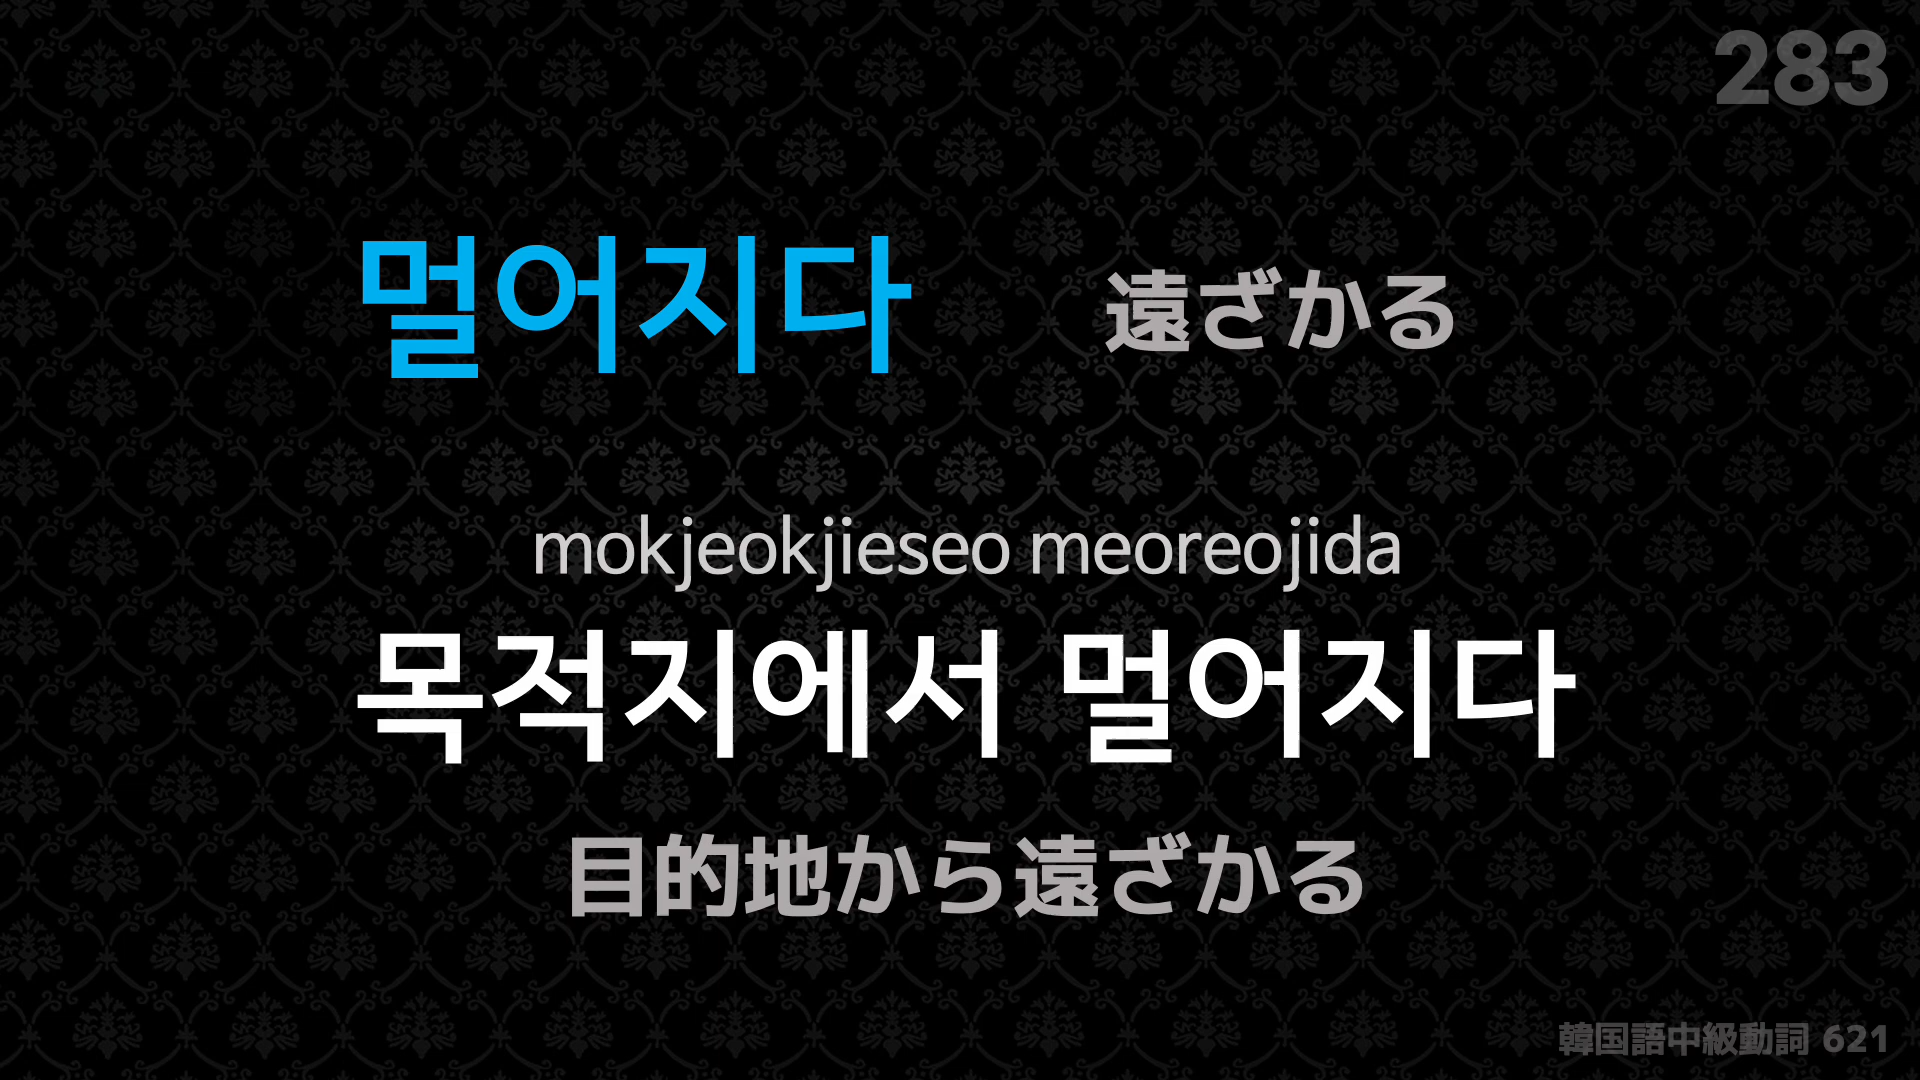 283
멀어지다 遠ざかる
mokjeokjieseo meoreojida
목적지에서 멀어지다
目的地から遠ざかる
韓国語中級動詞 621